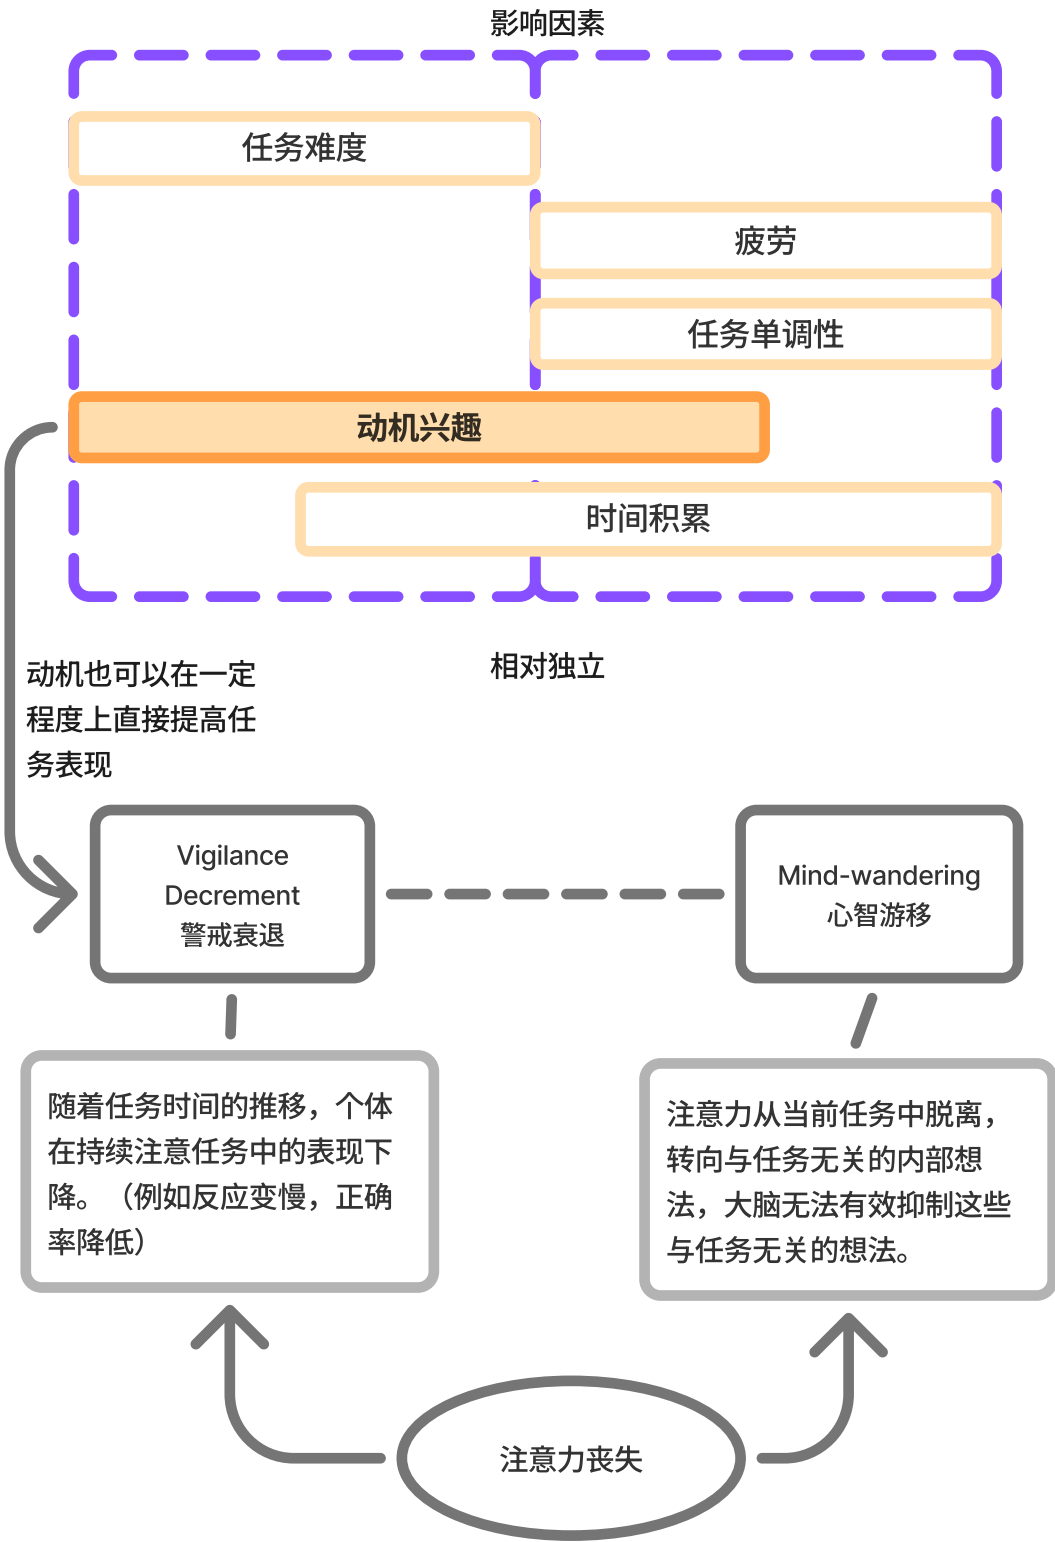 影响因素
任务难度
疲劳
任务单调性
动机兴趣
时间积累
相对独立
动机也可以在一定
程度上直接提高任
务表现
Vigilance
Decrement
警戒衰退
Mind-wandering
心智游移
随着任务时间的推移，个体
在持续注意任务中的表现下
降。（例如反应变慢，正确
率降低）
注意力从当前任务中脱离，
转向与任务无关的内部想
法，大脑无法有效抑制这些
与任务无关的想法。
注意力丧失